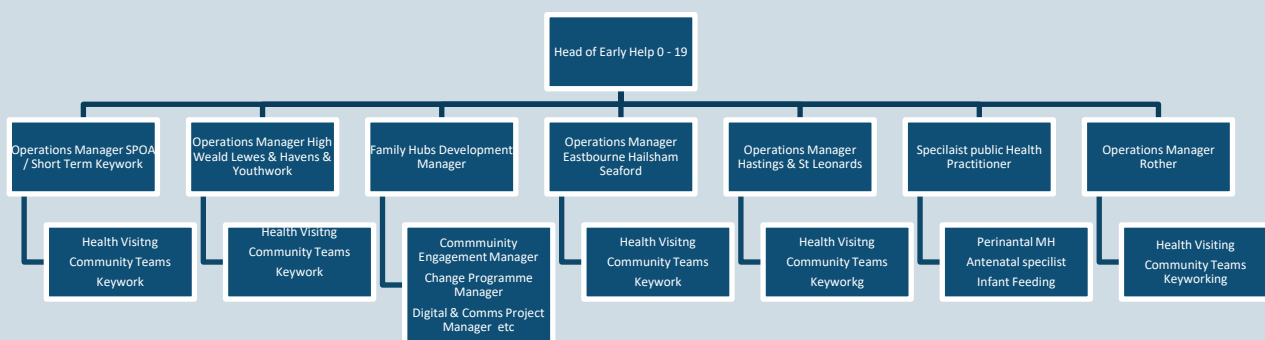 Head of Early Help 0 - 19
Operations Manager SPOA
/ Short Term Keywork
Operations Manager High
Weald Lewes & Havens &
Youthwork
Family Hubs Development
Manager
Operations Manager
Eastbourne Hailsham
Seaford
Operations Manager
Hastings & St Leonards
Specilaist public Health
Practitioner
Operations Manager
Rother
Health Visitng
Community Teams
Keywork
Health Visitng
Community Teams
Keywork
Commmuinity
Engagement Manager
Change Programme
Manager
Digital & Comms Project
Manager etc
Health Visiting
Community Teams
Keywork
Health Visiting
Community Teams
Keyworkg
Perinantal MH
Antenatal specilist
Infant Feeding
Health Visiting
Community Teams
Keyworking